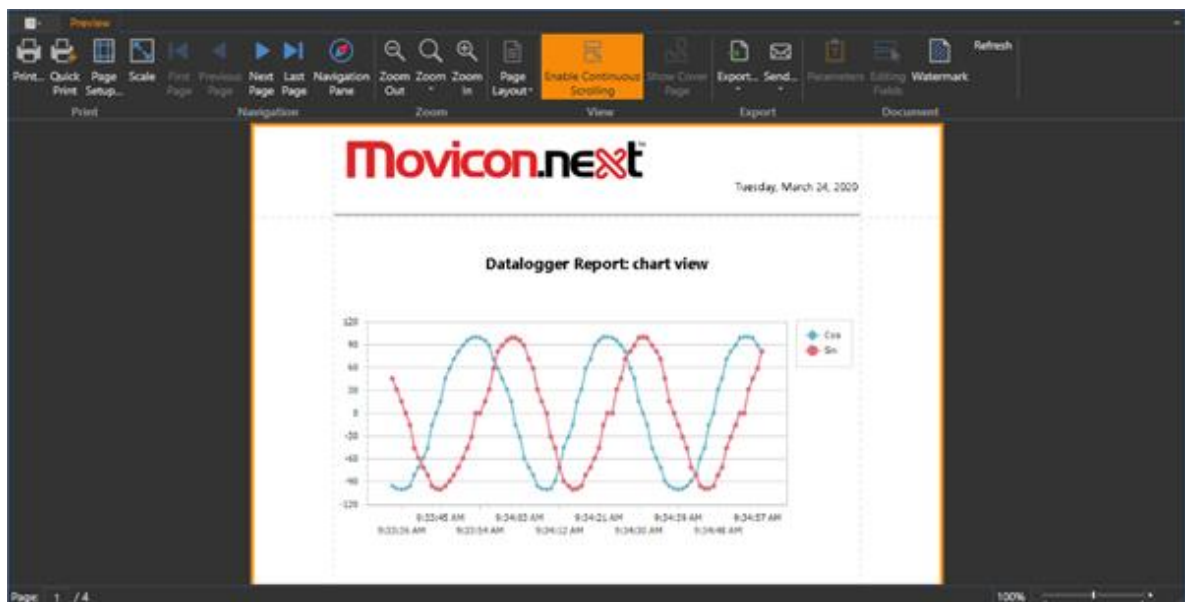 Preview
Print... Quick Print Page Setup... Scale First Page Previous Page Next Page Last Page Navigation Pane Zoom Out Zoom Zoom In Page Layout Enable Continuous Scrolling Show Cover Page Export... Send... Parameters Editing Fields Watermark Refresh
Print Navigation Zoom View Export Document
Movicon.next
Tuesday, March 24, 2020
Datalogger Report: chart view
120
90
60
30
0
-30
-60
-90
-120
Cos
Sin
9:33:45 AM 9:34:03 AM 9:34:21 AM 9:34:39 AM 9:34:57 AM
9:33:36 AM 9:33:54 AM 9:34:12 AM 9:34:30 AM 9:34:48 AM
Page: 1 / 4 100%